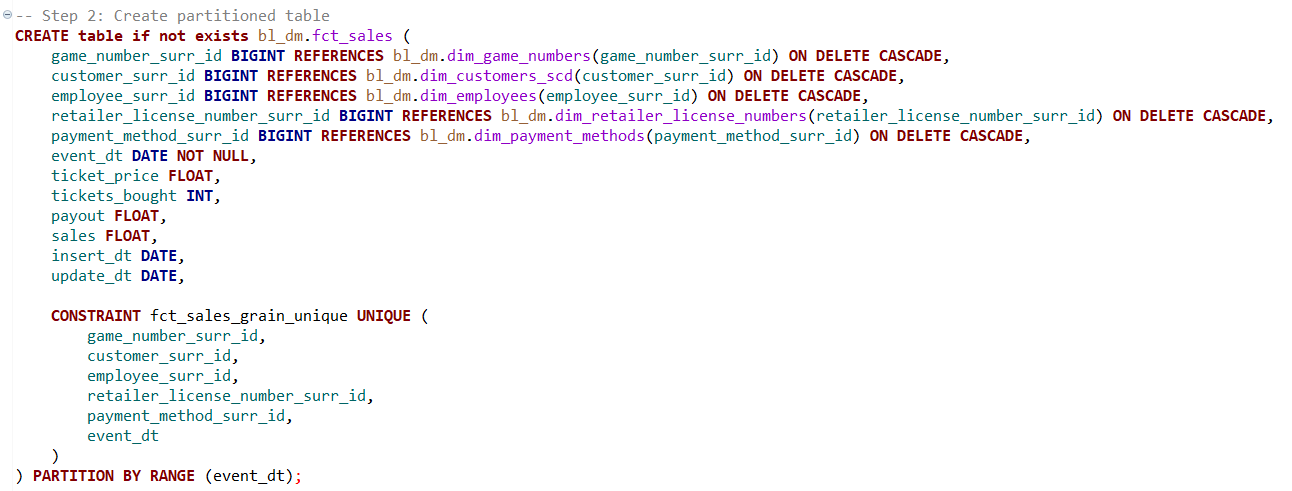 -- Step 2: Create partitioned table
CREATE table if not exists bl_dm.fct_sales (
    game_number_surr_id BIGINT REFERENCES bl_dm.dim_game_numbers(game_number_surr_id) ON DELETE CASCADE,
    customer_surr_id BIGINT REFERENCES bl_dm.dim_customers_scd(customer_surr_id) ON DELETE CASCADE,
    employee_surr_id BIGINT REFERENCES bl_dm.dim_employees(employee_surr_id) ON DELETE CASCADE,
    retailer_license_number_surr_id BIGINT REFERENCES bl_dm.dim_retailer_license_numbers(retailer_license_number_surr_id) ON DELETE CASCADE,
    payment_method_surr_id BIGINT REFERENCES bl_dm.dim_payment_methods(payment_method_surr_id) ON DELETE CASCADE,
    event_dt DATE NOT NULL,
    ticket_price FLOAT,
    tickets_bought INT,
    payout FLOAT,
    sales FLOAT,
    insert_dt DATE,
    update_dt DATE,

    CONSTRAINT fct_sales_grain_unique UNIQUE (
        game_number_surr_id,
        customer_surr_id,
        employee_surr_id,
        retailer_license_number_surr_id,
        payment_method_surr_id,
        event_dt
    )
) PARTITION BY RANGE (event_dt);